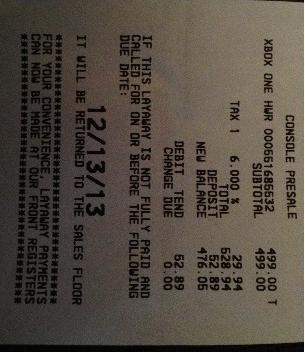 CONSOLE PRESALE
XBOX ONE HWR 000551685532 499.00 T
SUBTOTAL 499.00
TAX 1 6.000 % 29.94
TOTAL 528.94
DEPOSIT 52.89
NEW BALANCE 476.05
DEBIT TEND 52.89
CHANGE DUE 0.00
IF THIS LAYAWAY IS NOT FULLY PAID AND
CALLED FOR ON OR BEFORE THE FOLLOWING
DUE DATE:
12/13/13
IT WILL BE RETURNED TO THE SALES FLOOR
**************************************
FOR YOUR CONVENIENCE, LAYAWAY PAYMENTS
CAN NOW BE MADE AT OUR FRONT REGISTERS
**************************************